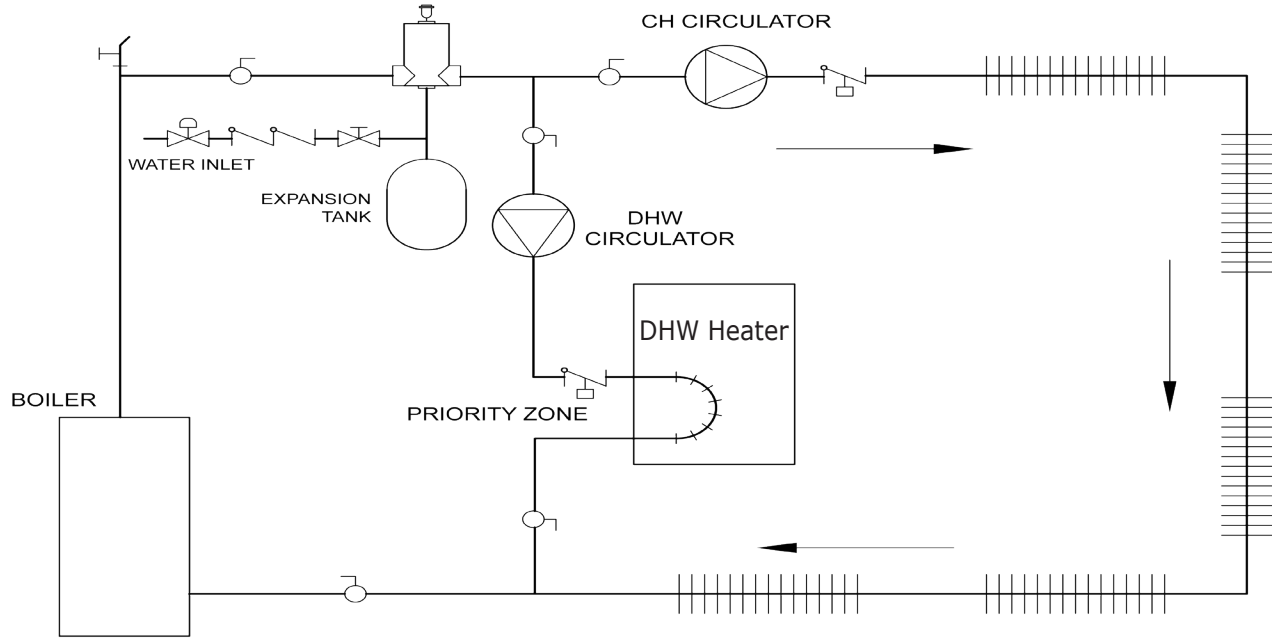 CH CIRCULATOR
WATER INLET
EXPANSION
TANK
DHW
CIRCULATOR
DHW Heater
BOILER
PRIORITY ZONE